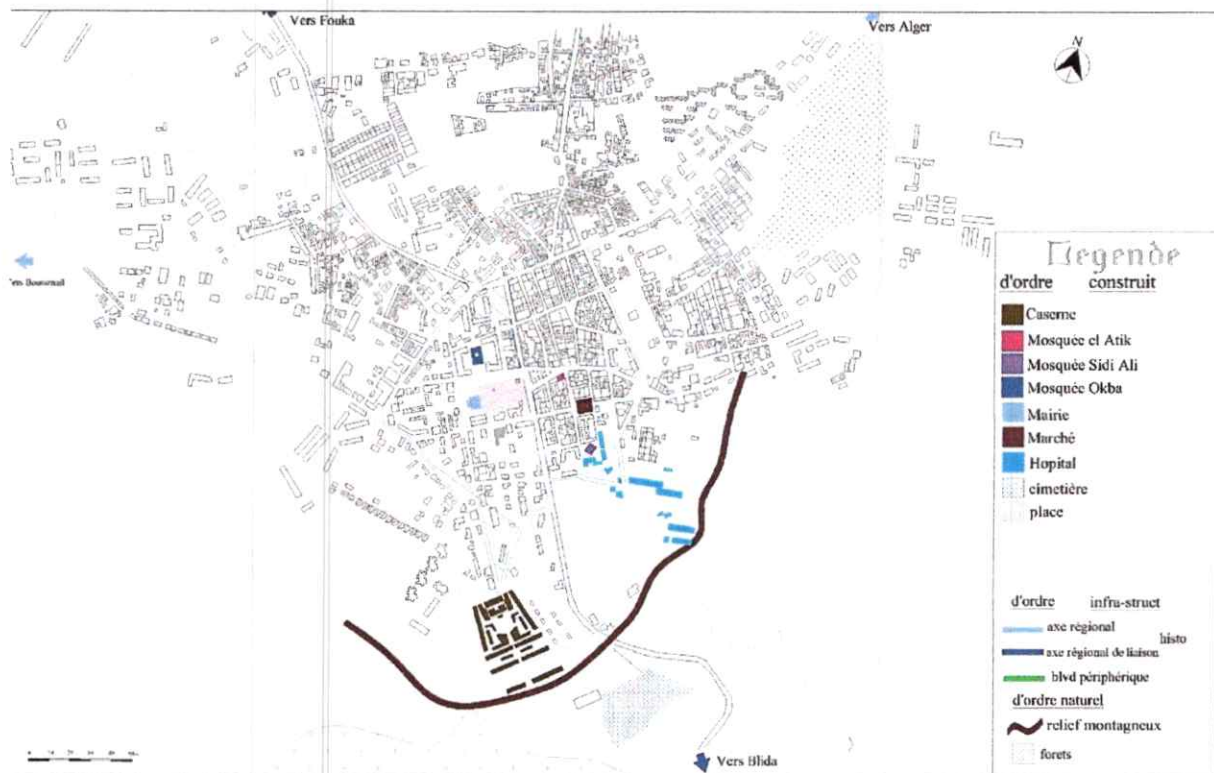 Vers Fouka
Vers Alger
N
Legende
d'ordre construit
Caserne
Mosquée el Atik
Mosquée Sidi Ali
Mosquée Okba
Mairie
Marché
Hopital
cimetière
place
d'ordre infra-struct
axe régional
histo
axe régional de liaison
blvd périphérique
d'ordre naturel
relief montagneux
forets
Vers Blida